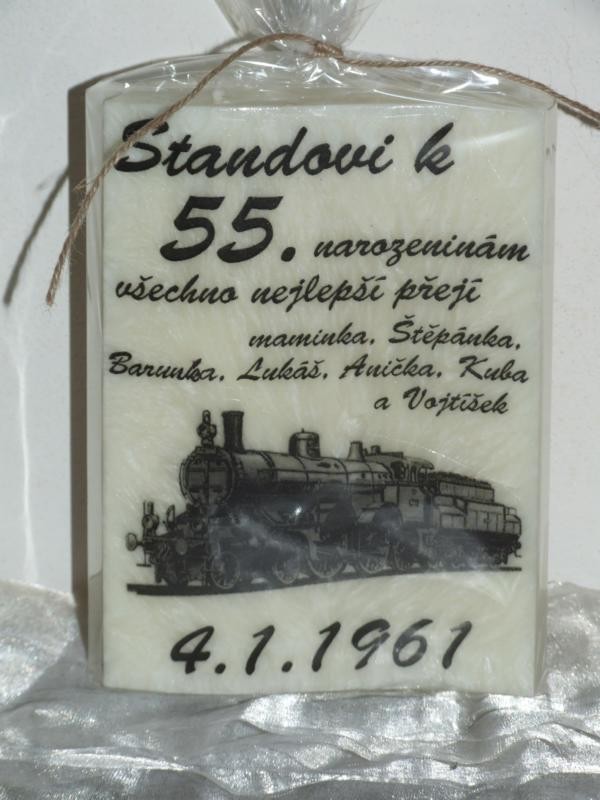 Standovi k
55. narozeninám
všechno nejlepší přejí
maminka, Štěpánka,
Barunka, Lukáš, Anička, Kuba
a Vojtíšek
4.1.1961